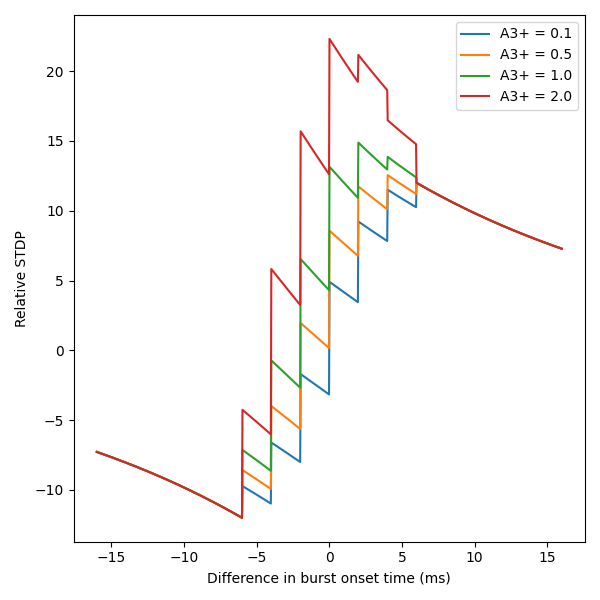 A3+ = 0.1
A3+ = 0.5
A3+ = 1.0
A3+ = 2.0
Relative STDP
20
15
10
5
0
−5
−10
−15 −10 −5 0 5 10 15
Difference in burst onset time (ms)